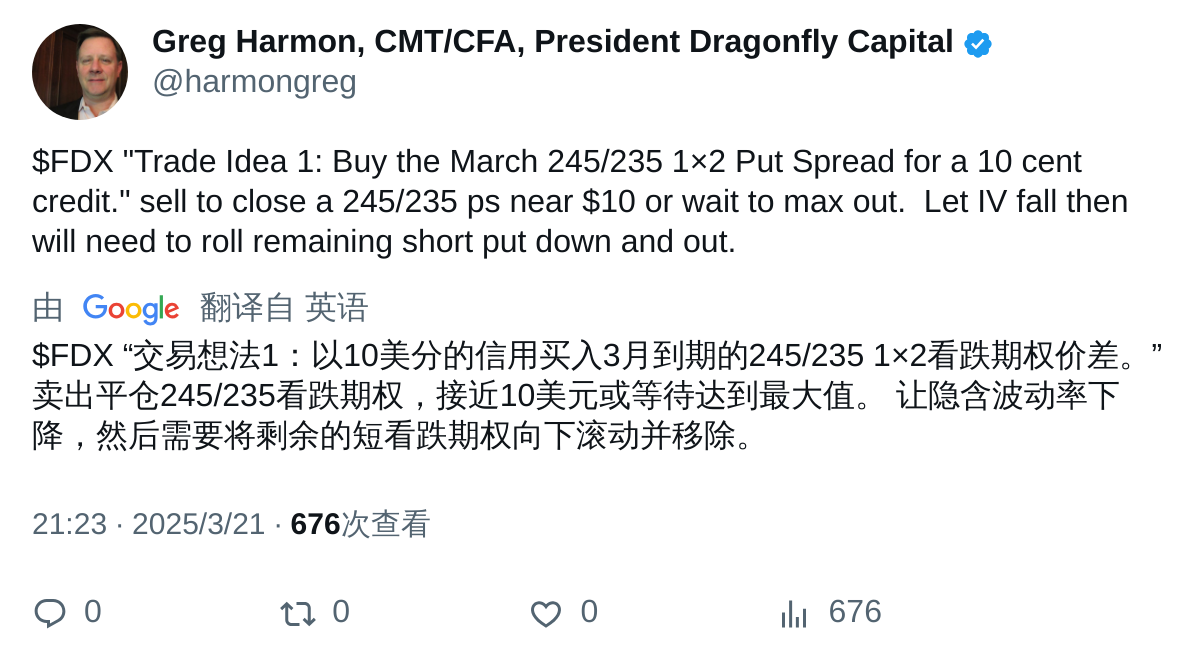 Greg Harmon, CMT/CFA, President Dragonfly Capital
@harmongreg
$FDX "Trade Idea 1: Buy the March 245/235 1×2 Put Spread for a 10 cent
credit." sell to close a 245/235 ps near $10 or wait to max out.  Let IV fall then
will need to roll remaining short put down and out.
由 Google 翻译自 英语
$FDX “交易想法1：以10美分的信用买入3月到期的245/235 1×2看跌期权价差。”
卖出平仓245/235看跌期权，接近10美元或等待达到最大值。 让隐含波动率下
降，然后需要将剩余的短看跌期权向下滚动并移除。
21:23 · 2025/3/21 · 676次查看
0 0 0 676